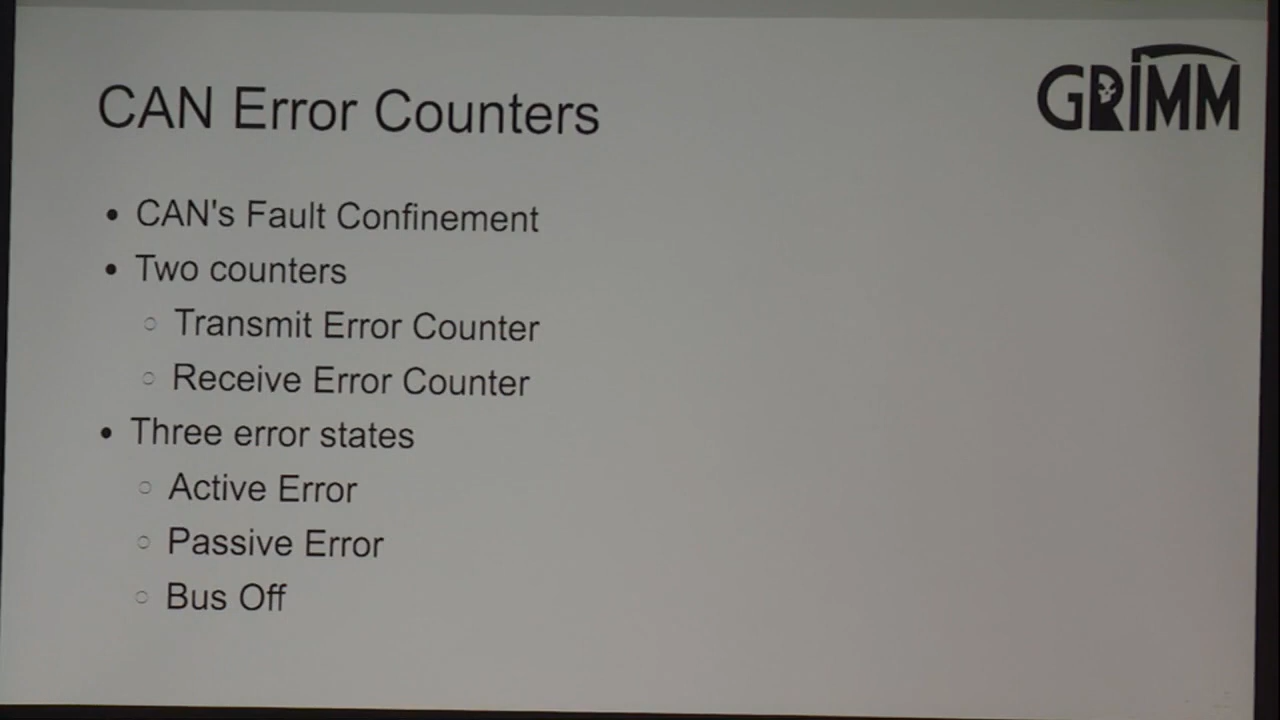 CAN Error Counters
GRIMM
• CAN's Fault Confinement
• Two counters
○ Transmit Error Counter
○ Receive Error Counter
• Three error states
○ Active Error
○ Passive Error
○ Bus Off